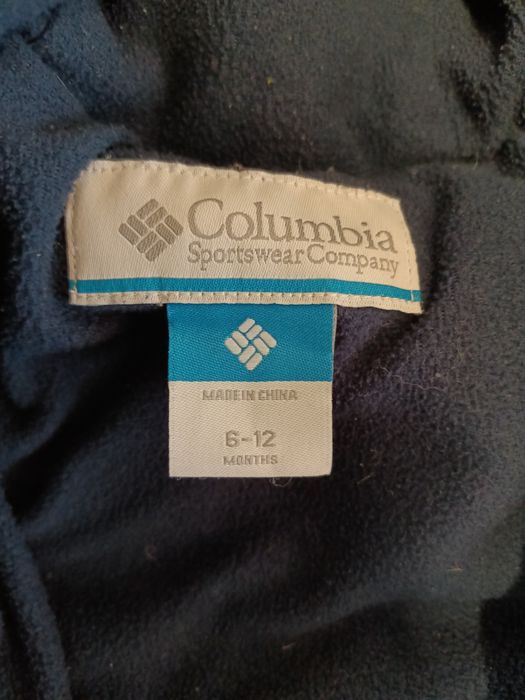 Columbia
Sportswear Company
MADE IN CHINA
6-12
MONTHS